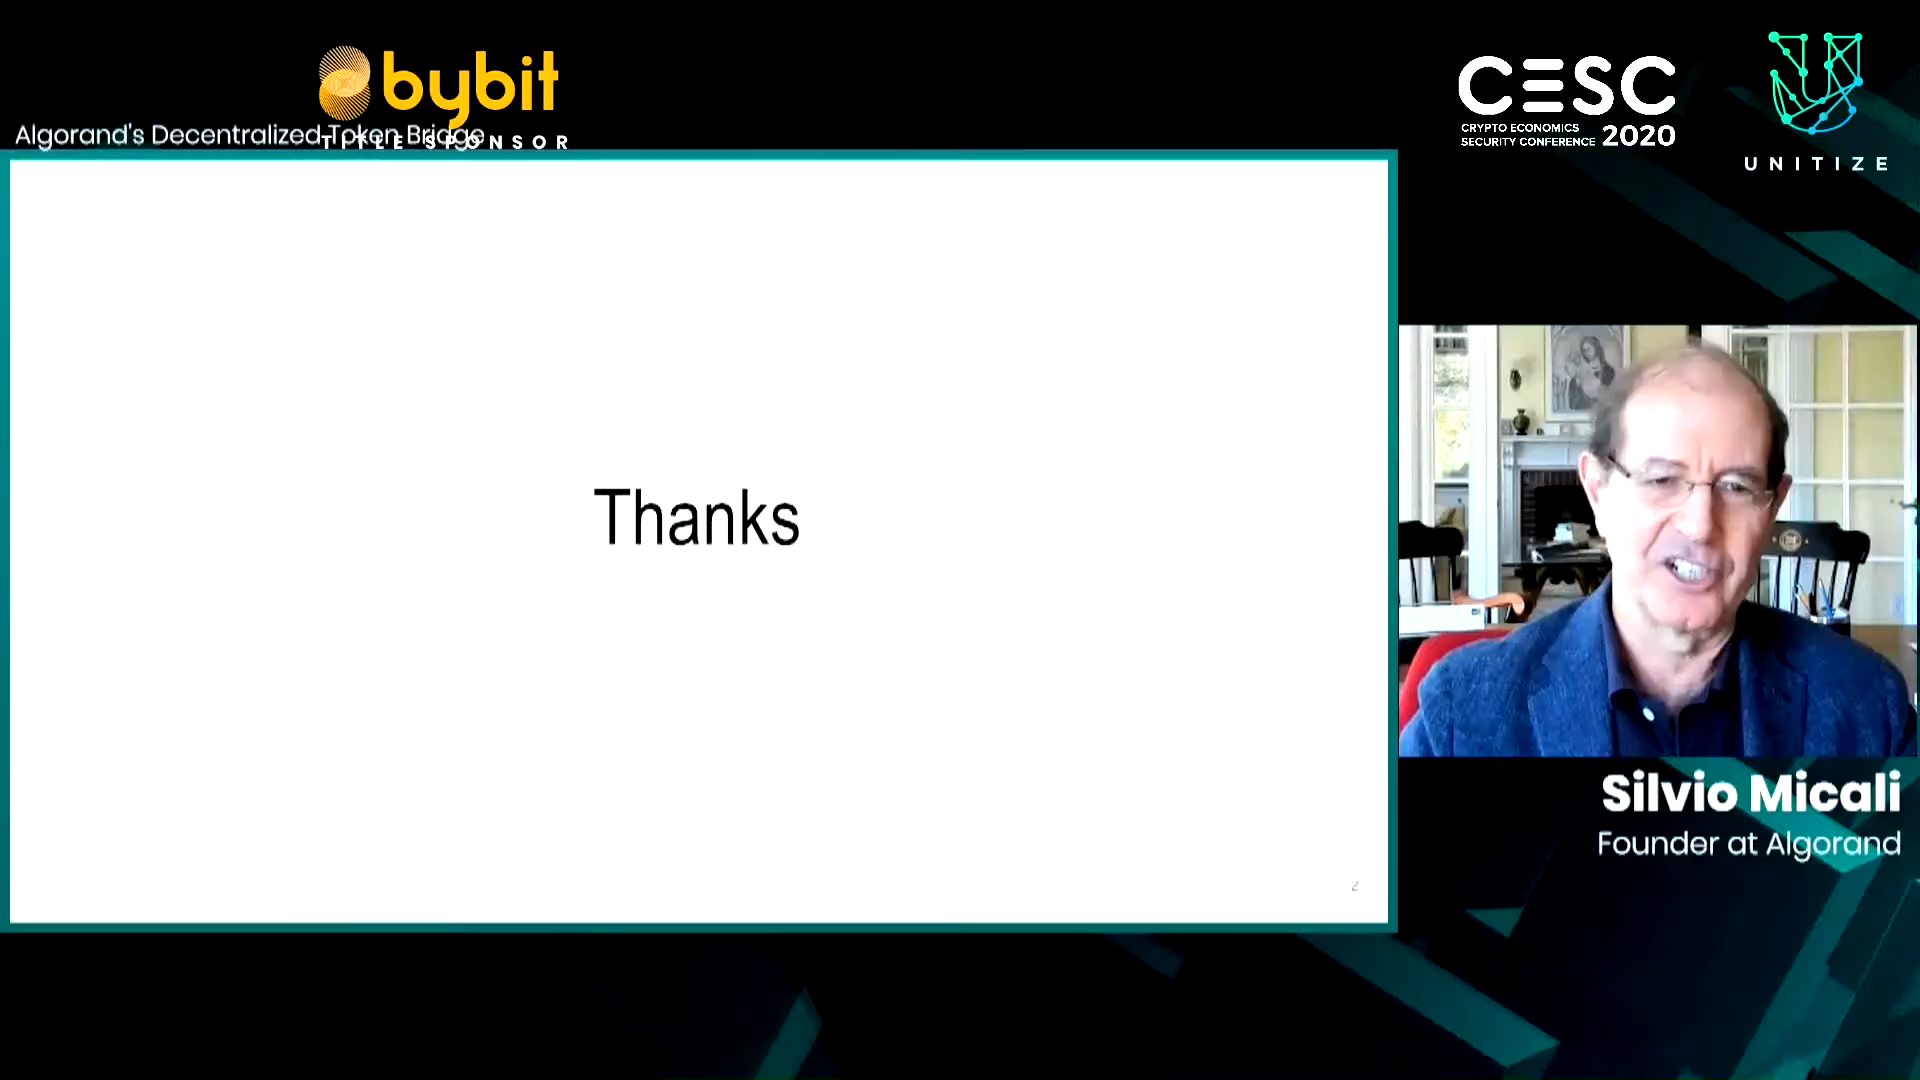 bybit
TITLE SPONSOR
Algorand's Decentralized Token Bridge
CESC
CRYPTO ECONOMICS
SECURITY CONFERENCE 2020
UNITIZE
Thanks
2
Silvio Micali
Founder at Algorand